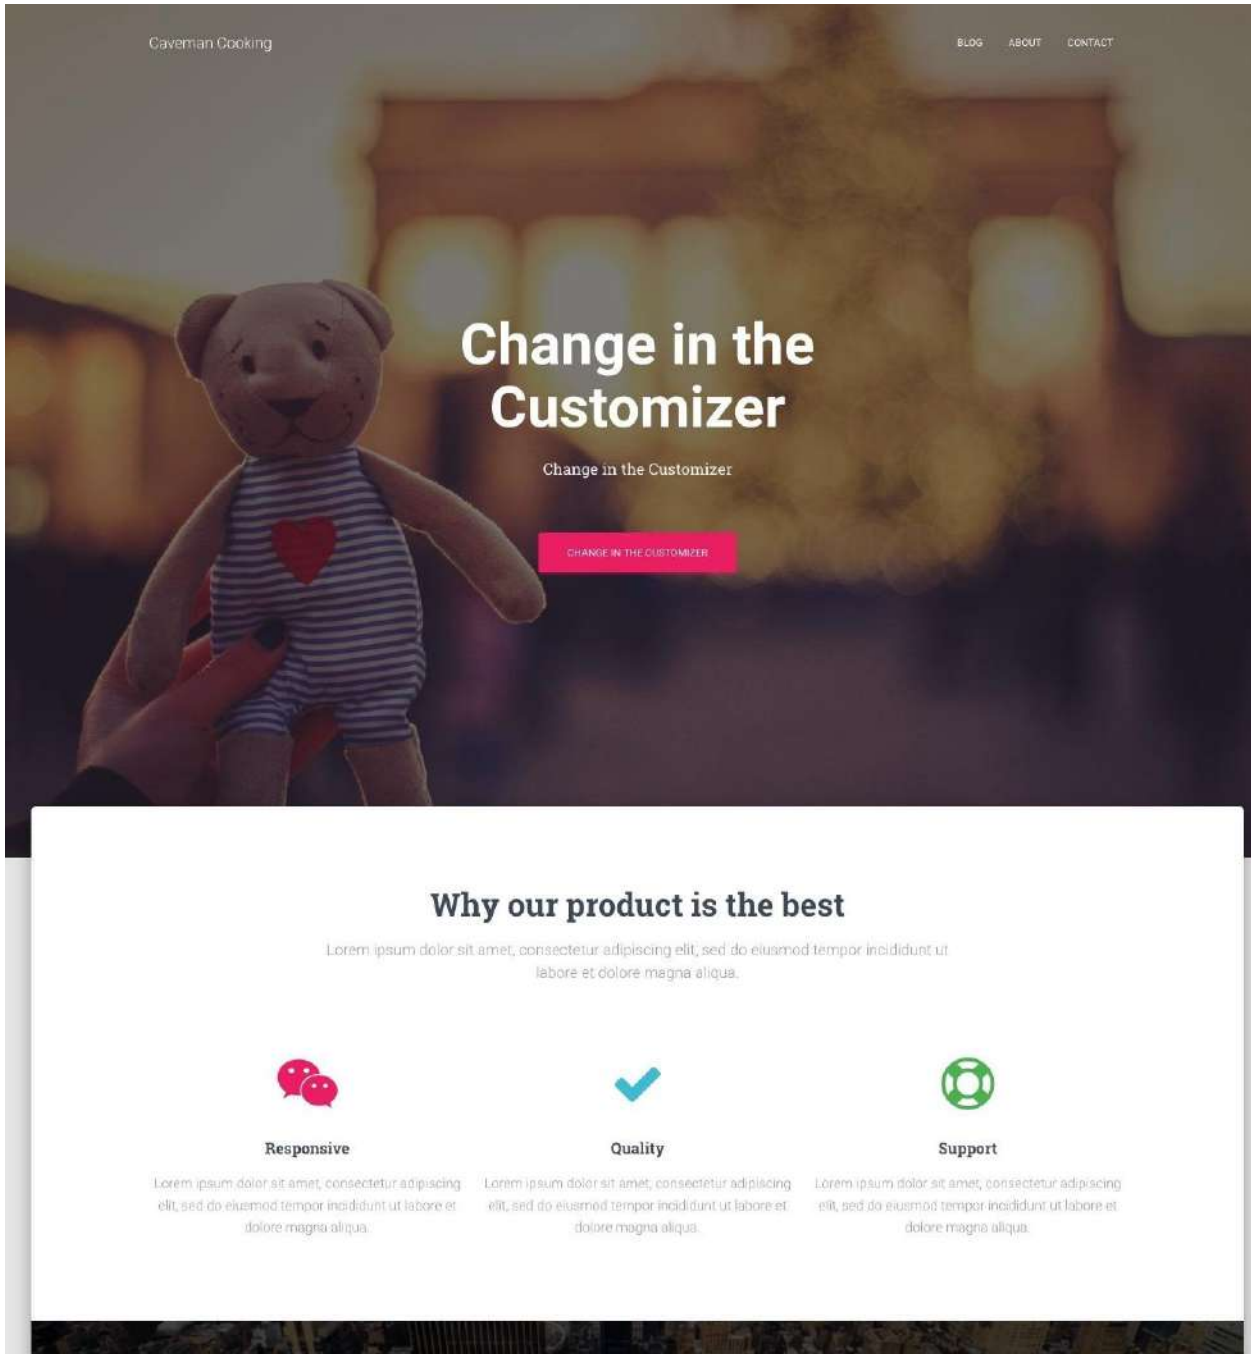 Caveman Cooking
BLOG ABOUT CONTACT
Change in the
Customizer
Change in the Customizer
CHANGE IN THE CUSTOMIZER
Why our product is the best
Lorem ipsum dolor sit amet, consectetur adipiscing elit, sed do eiusmod tempor incididunt ut
labore et dolore magna aliqua.
Responsive
Lorem ipsum dolor sit amet, consectetur adipiscing
elit, sed do eiusmod tempor incididunt ut labore et
dolore magna aliqua.
Quality
Lorem ipsum dolor sit amet, consectetur adipiscing
elit, sed do eiusmod tempor incididunt ut labore et
dolore magna aliqua.
Support
Lorem ipsum dolor sit amet, consectetur adipiscing
elit, sed do eiusmod tempor incididunt ut labore et
dolore magna aliqua.